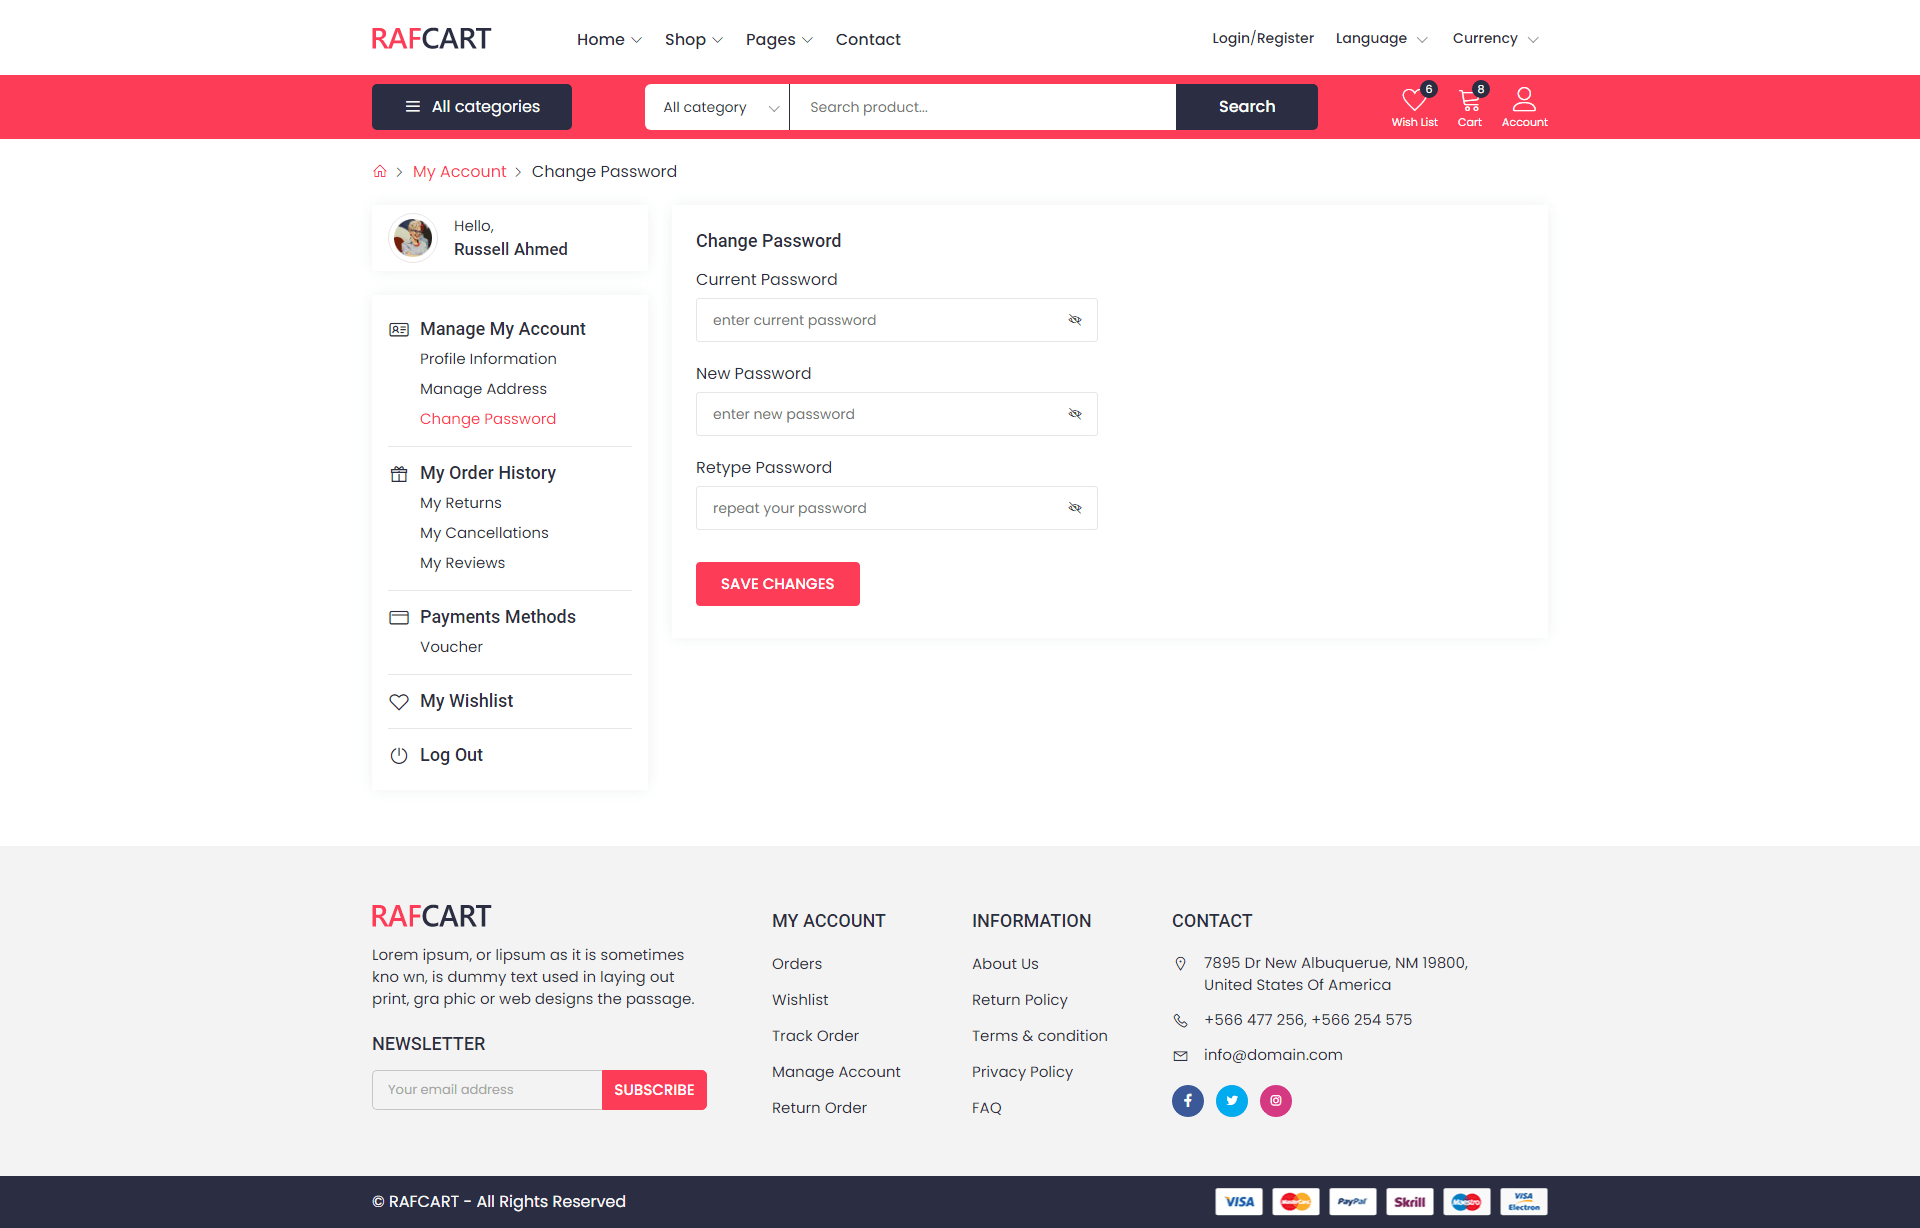 RAFCART
Home Shop Pages Contact
Login/Register Language Currency
All categories
All category
Search product...
Search
6
Wish List
8
Cart
Account
My Account Change Password
Hello,
Russell Ahmed
Manage My Account
Profile Information
Manage Address
Change Password
My Order History
My Returns
My Cancellations
My Reviews
Payments Methods
Voucher
My Wishlist
Log Out
Change Password
Current Password
enter current password
New Password
enter new password
Retype Password
repeat your password
SAVE CHANGES
RAFCART
Lorem ipsum, or lipsum as it is sometimes
kno wn, is dummy text used in laying out
print, gra phic or web designs the passage.
NEWSLETTER
Your email address
SUBSCRIBE
MY ACCOUNT
Orders
Wishlist
Track Order
Manage Account
Return Order
INFORMATION
About Us
Return Policy
Terms & condition
Privacy Policy
FAQ
CONTACT
7895 Dr New Albuquerue, NM 19800,
United States Of America
+566 477 256, +566 254 575
info@domain.com
© RAFCART - All Rights Reserved
VISA
MasterCard
PayPal
Skrill
Maestro
VISA
Electron